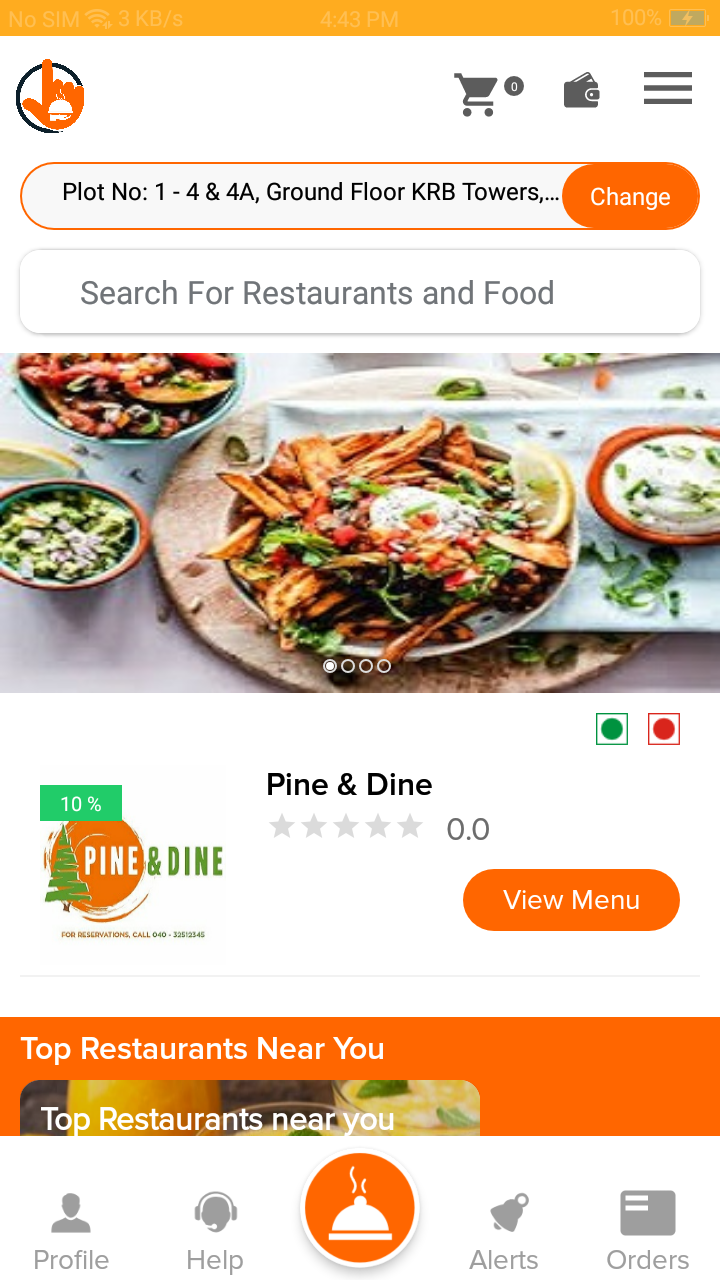 No SIM 3 KB/s 4:43 PM 100%
0
Plot No: 1 - 4 & 4A, Ground Floor KRB Towers,... Change
Search For Restaurants and Food
Pine & Dine
10 %
0.0
PINE & DINE
View Menu
FOR RESERVATIONS, CALL 040 - 32512345
Top Restaurants Near You
Top Restaurants near you
Profile Help Alerts Orders